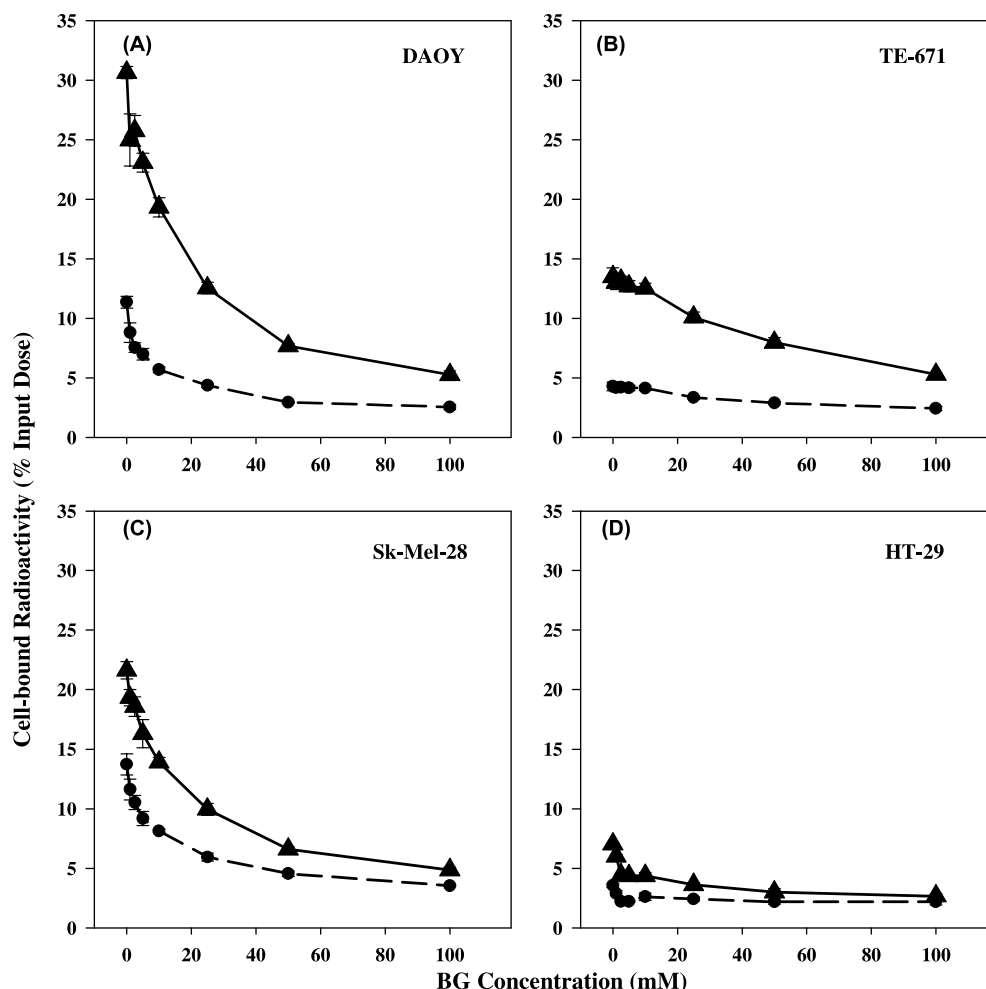 Cell-bound Radioactivity (% Input Dose)
(A)
DAOY
35
30
25
20
15
10
5
0
0 20 40 60 80 100
(B)
TE-671
35
30
25
20
15
10
5
0
0 20 40 60 80 100
(C)
Sk-Mel-28
35
30
25
20
15
10
5
0
0 20 40 60 80 100
(D)
HT-29
35
30
25
20
15
10
5
0
0 20 40 60 80 100
BG Concentration (mM)